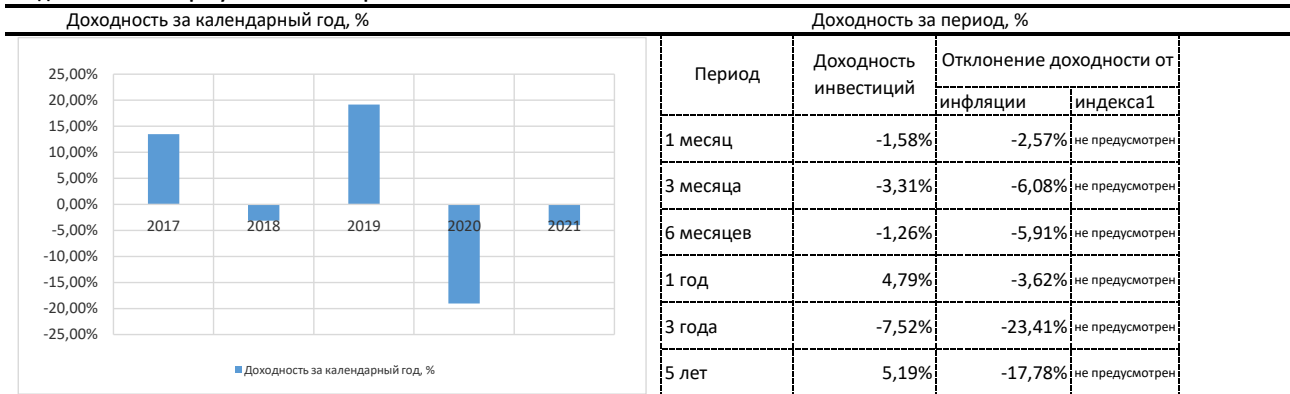 Доходность за календарный год, %
Доходность за период, %
25,00%
20,00%
15,00%
10,00%
5,00%
0,00%
-5,00%
-10,00%
-15,00%
-20,00%
-25,00%
2017 2018 2019 2020 2021
Доходность за календарный год, %
Период
Доходность инвестиций
Отклонение доходности от
инфляции индекса1
1 месяц -1,58% -2,57% не предусмотрен
3 месяца -3,31% -6,08% не предусмотрен
6 месяцев -1,26% -5,91% не предусмотрен
1 год 4,79% -3,62% не предусмотрен
3 года -7,52% -23,41% не предусмотрен
5 лет 5,19% -17,78% не предусмотрен